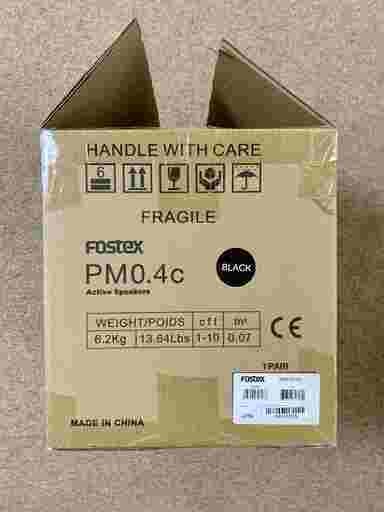 HANDLE WITH CARE
6
FRAGILE
Fostex
BLACK
PM0.4c
Active Speakers
WEIGHT/POIDS cft m³
6.2Kg 13.64Lbs 1-10 0.07
CE
1PAIR
Fostex
MADE IN CHINA